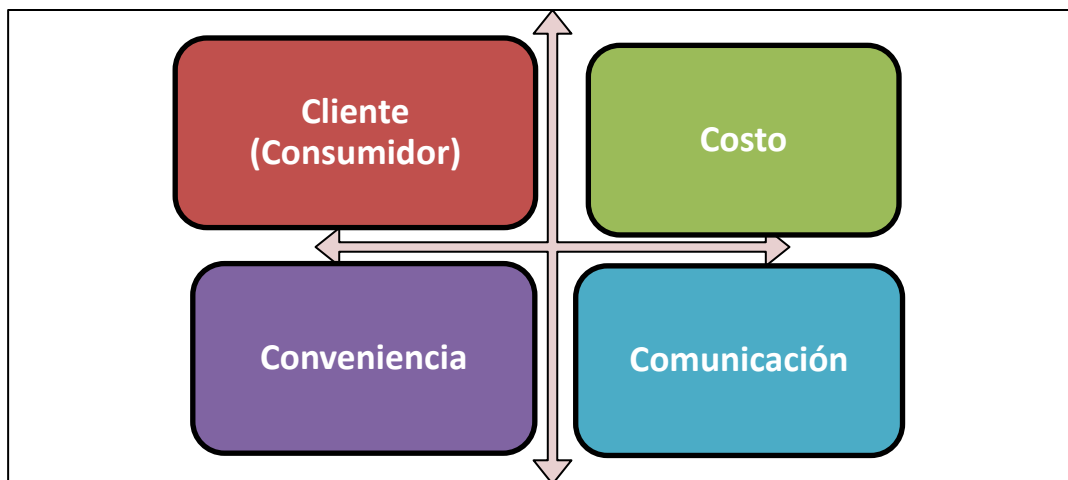 Cliente
(Consumidor)
Costo
Conveniencia
Comunicación